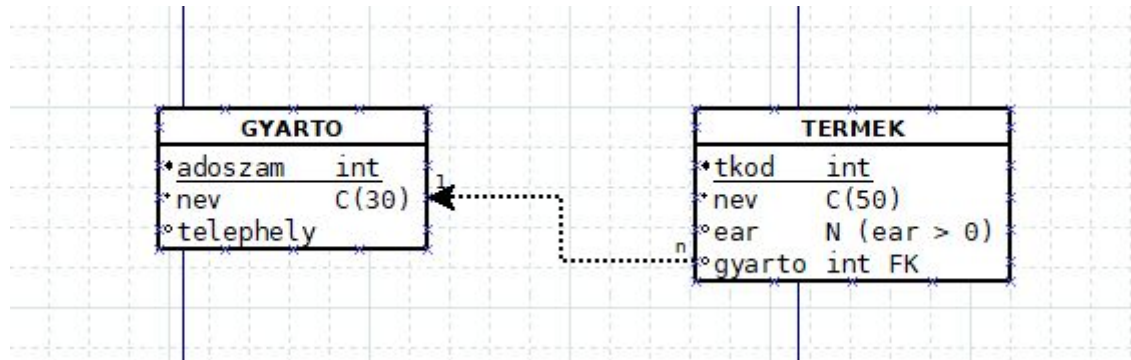 GYARTO
adoszam int
nev C(30)
telephely
1
n
TERMEK
tkod int
nev C(50)
ear N (ear > 0)
gyarto int FK